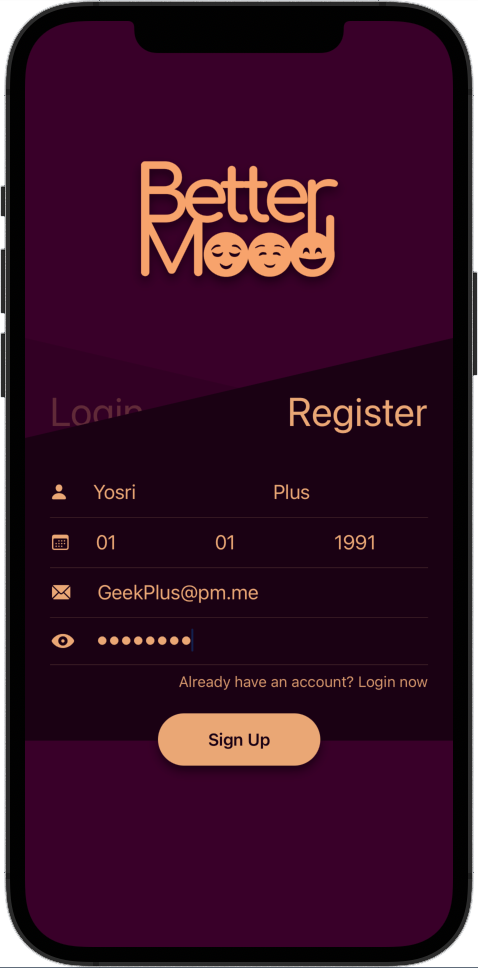 Better
Mood
Login
Register
Yosri
Plus
01
01
1991
GeekPlus@pm.me
●●●●●●●●
Already have an account? Login now
Sign Up